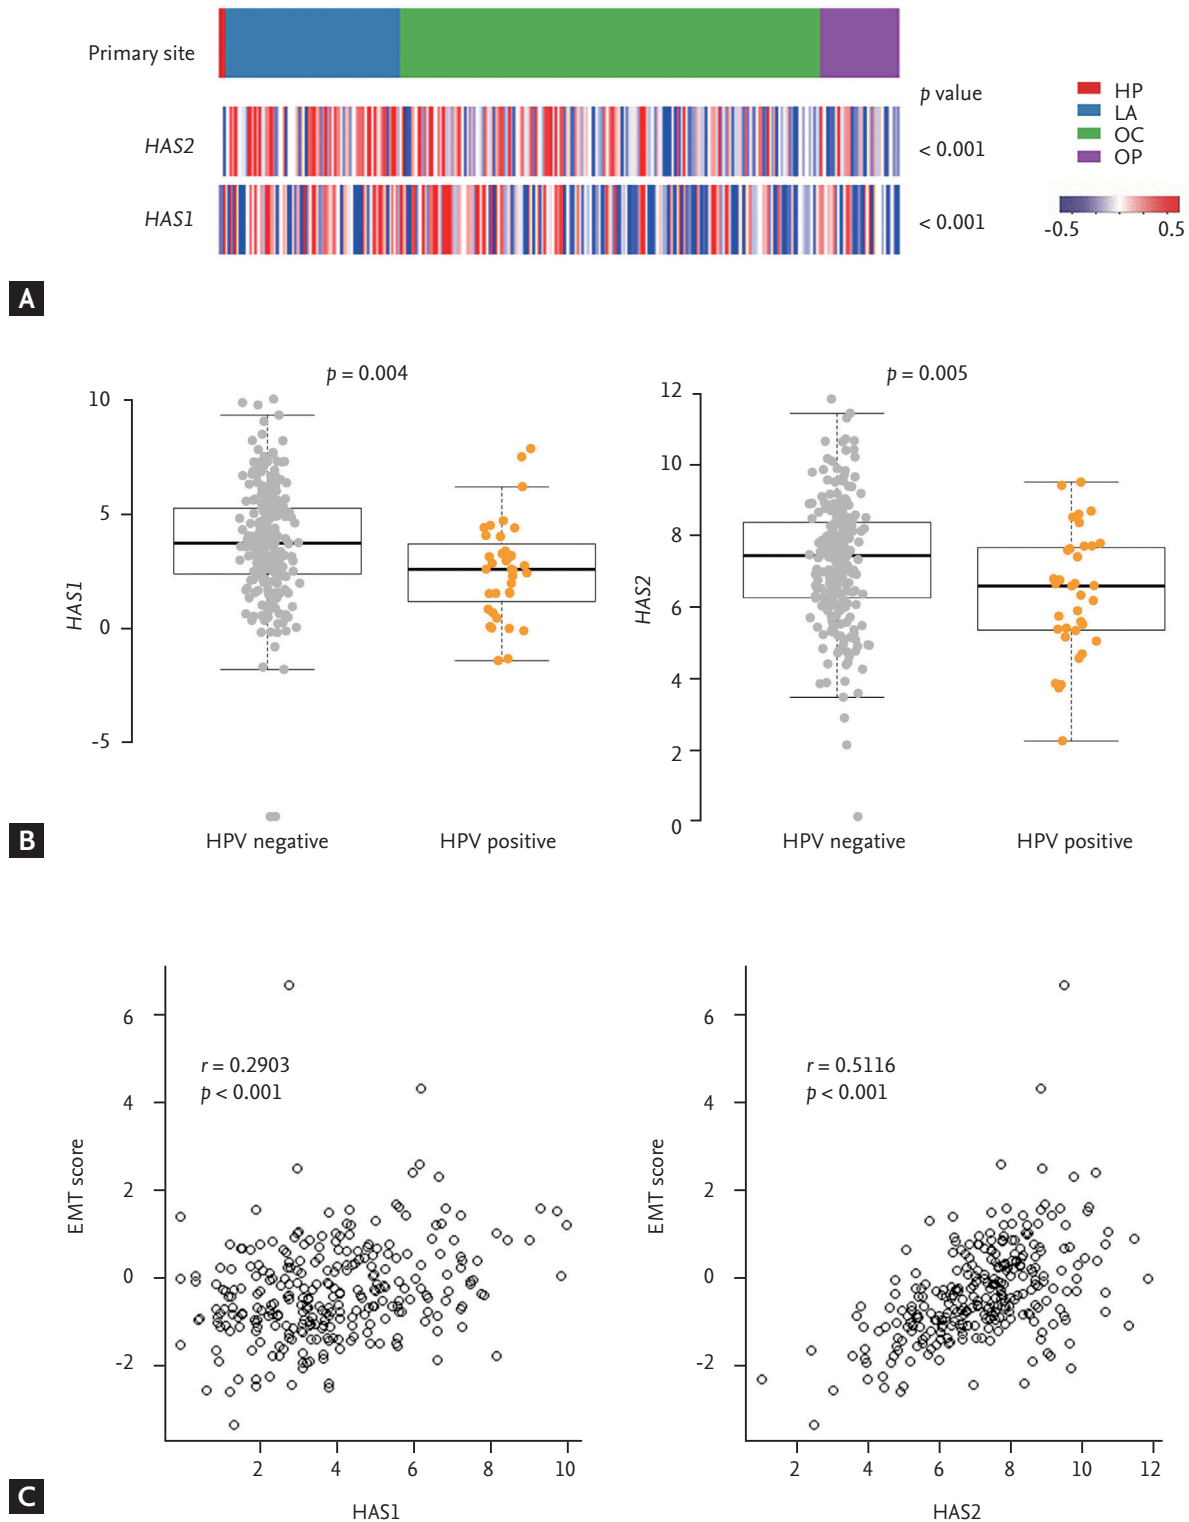 Primary site
p value
HP
LA
OC
OP
HAS2
< 0.001
HAS1
< 0.001
-0.5 0.5
A
p = 0.004
10
5
0
-5
HAS1
HPV negative HPV positive
p = 0.005
12
10
8
6
4
2
0
HAS2
HPV negative HPV positive
B
6
4
2
0
-2
EMT score
r = 0.2903
p < 0.001
2 4 6 8 10
HAS1
6
4
2
0
-2
EMT score
r = 0.5116
p < 0.001
2 4 6 8 10 12
HAS2
C